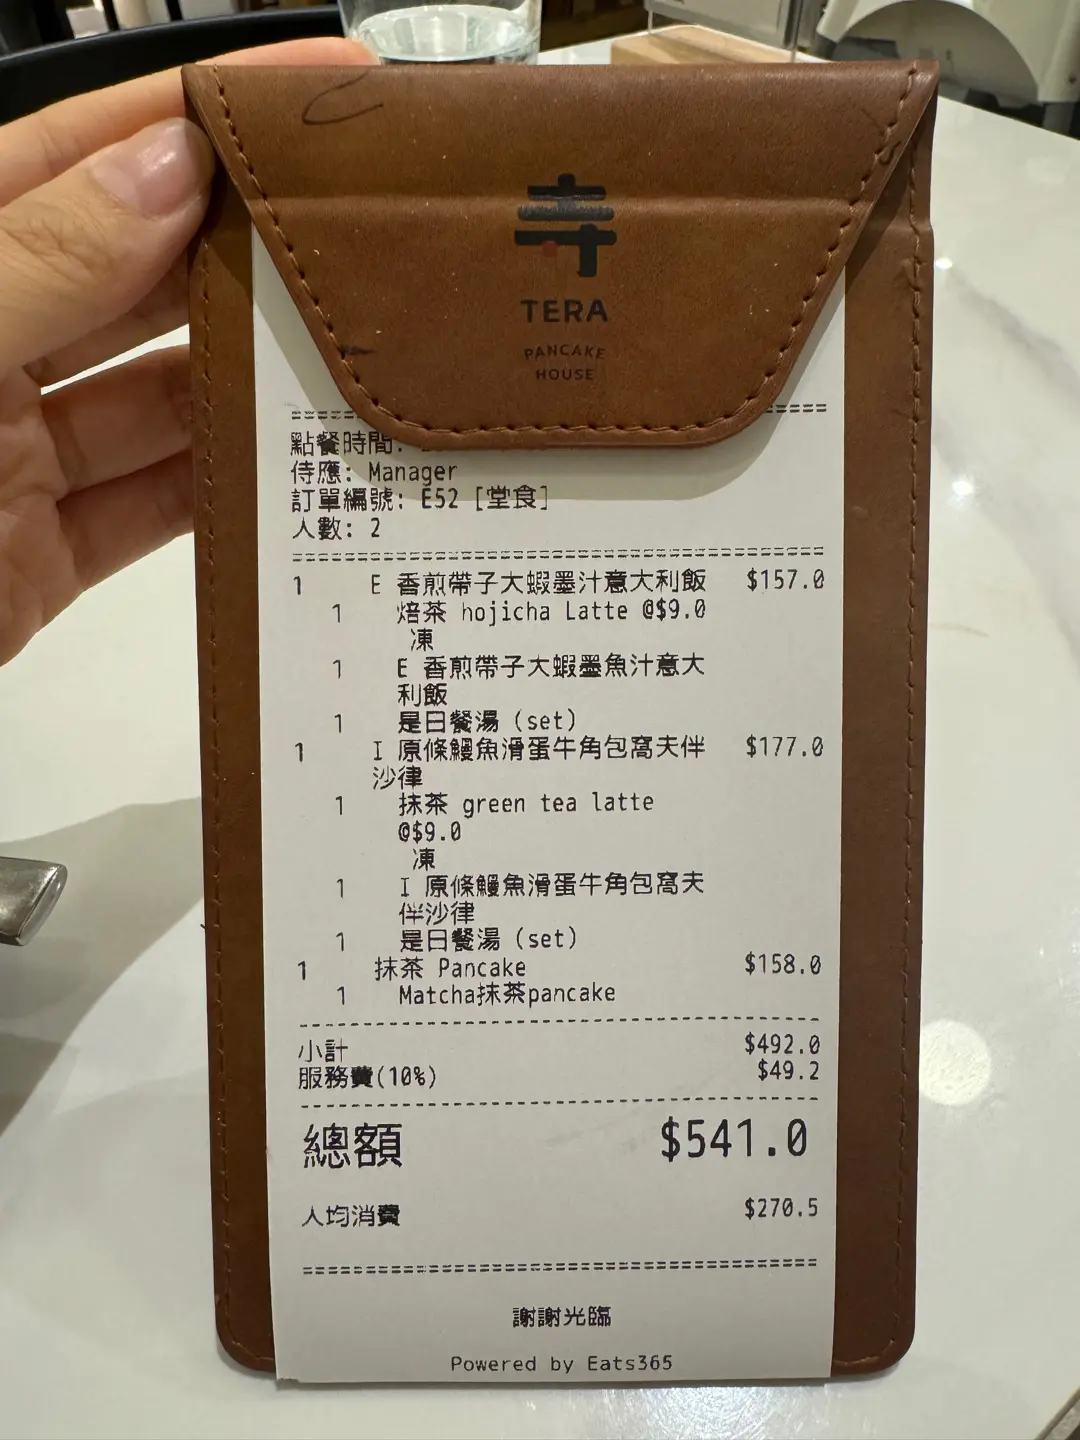 寺
TERA
PANCAKE
HOUSE
點餐時間:
侍應: Manager
訂單編號: E52 [堂食]
人數: 2
1 E 香煎帶子大蝦墨汁意大利飯 $157.0
1 焙茶 hojicha Latte @$9.0
凍
1 E 香煎帶子大蝦墨魚汁意大
利飯
1 是日餐湯 (set)
1 I 原條鰻魚滑蛋牛角包窩夫伴 $177.0
沙律
1 抹茶 green tea latte
@$9.0
凍
1 I 原條鰻魚滑蛋牛角包窩夫
伴沙律
1 是日餐湯 (set)
1 抹茶 Pancake $158.0
1 Matcha抹茶pancake
小計 $492.0
服務費(10%) $49.2
總額 $541.0
人均消費 $270.5
謝謝光臨
Powered by Eats365